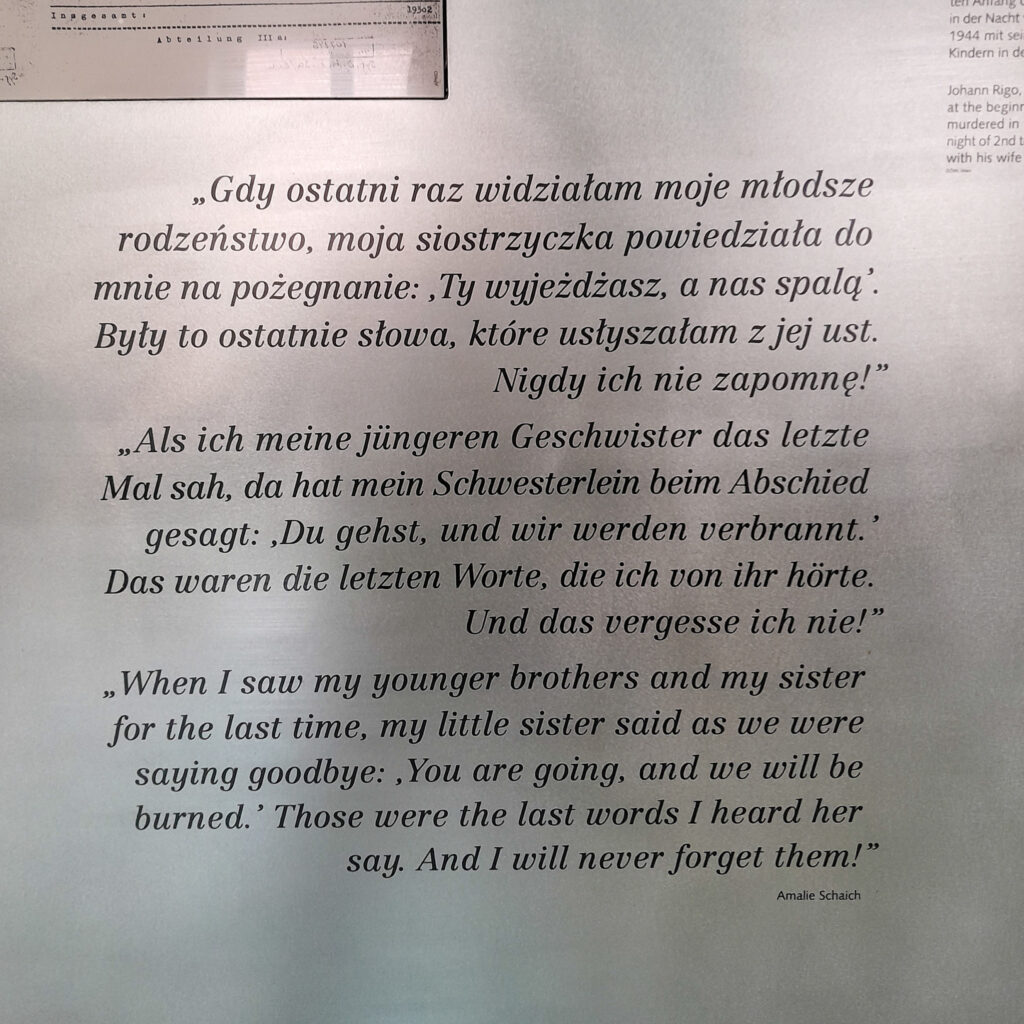 Insgesamt: 19302
Abteilung IIIa:
in der Nacht
1944 mit sei
Kindern in de
Johann Rigo,
at the beginn
murdered in
night of 2nd t
with his wife
„Gdy ostatni raz widziałam moje młodsze
rodzeństwo, moja siostrzyczka powiedziała do
mnie na pożegnanie: ‚Ty wyjeżdżasz, a nas spalą’.
Były to ostatnie słowa, które usłyszałam z jej ust.
Nigdy ich nie zapomnę!”
„Als ich meine jüngeren Geschwister das letzte
Mal sah, da hat mein Schwesterlein beim Abschied
gesagt: ‚Du gehst, und wir werden verbrannt.’
Das waren die letzten Worte, die ich von ihr hörte.
Und das vergesse ich nie!”
„When I saw my younger brothers and my sister
for the last time, my little sister said as we were
saying goodbye: ‚You are going, and we will be
burned.’ Those were the last words I heard her
say. And I will never forget them!”
Amalie Schaich